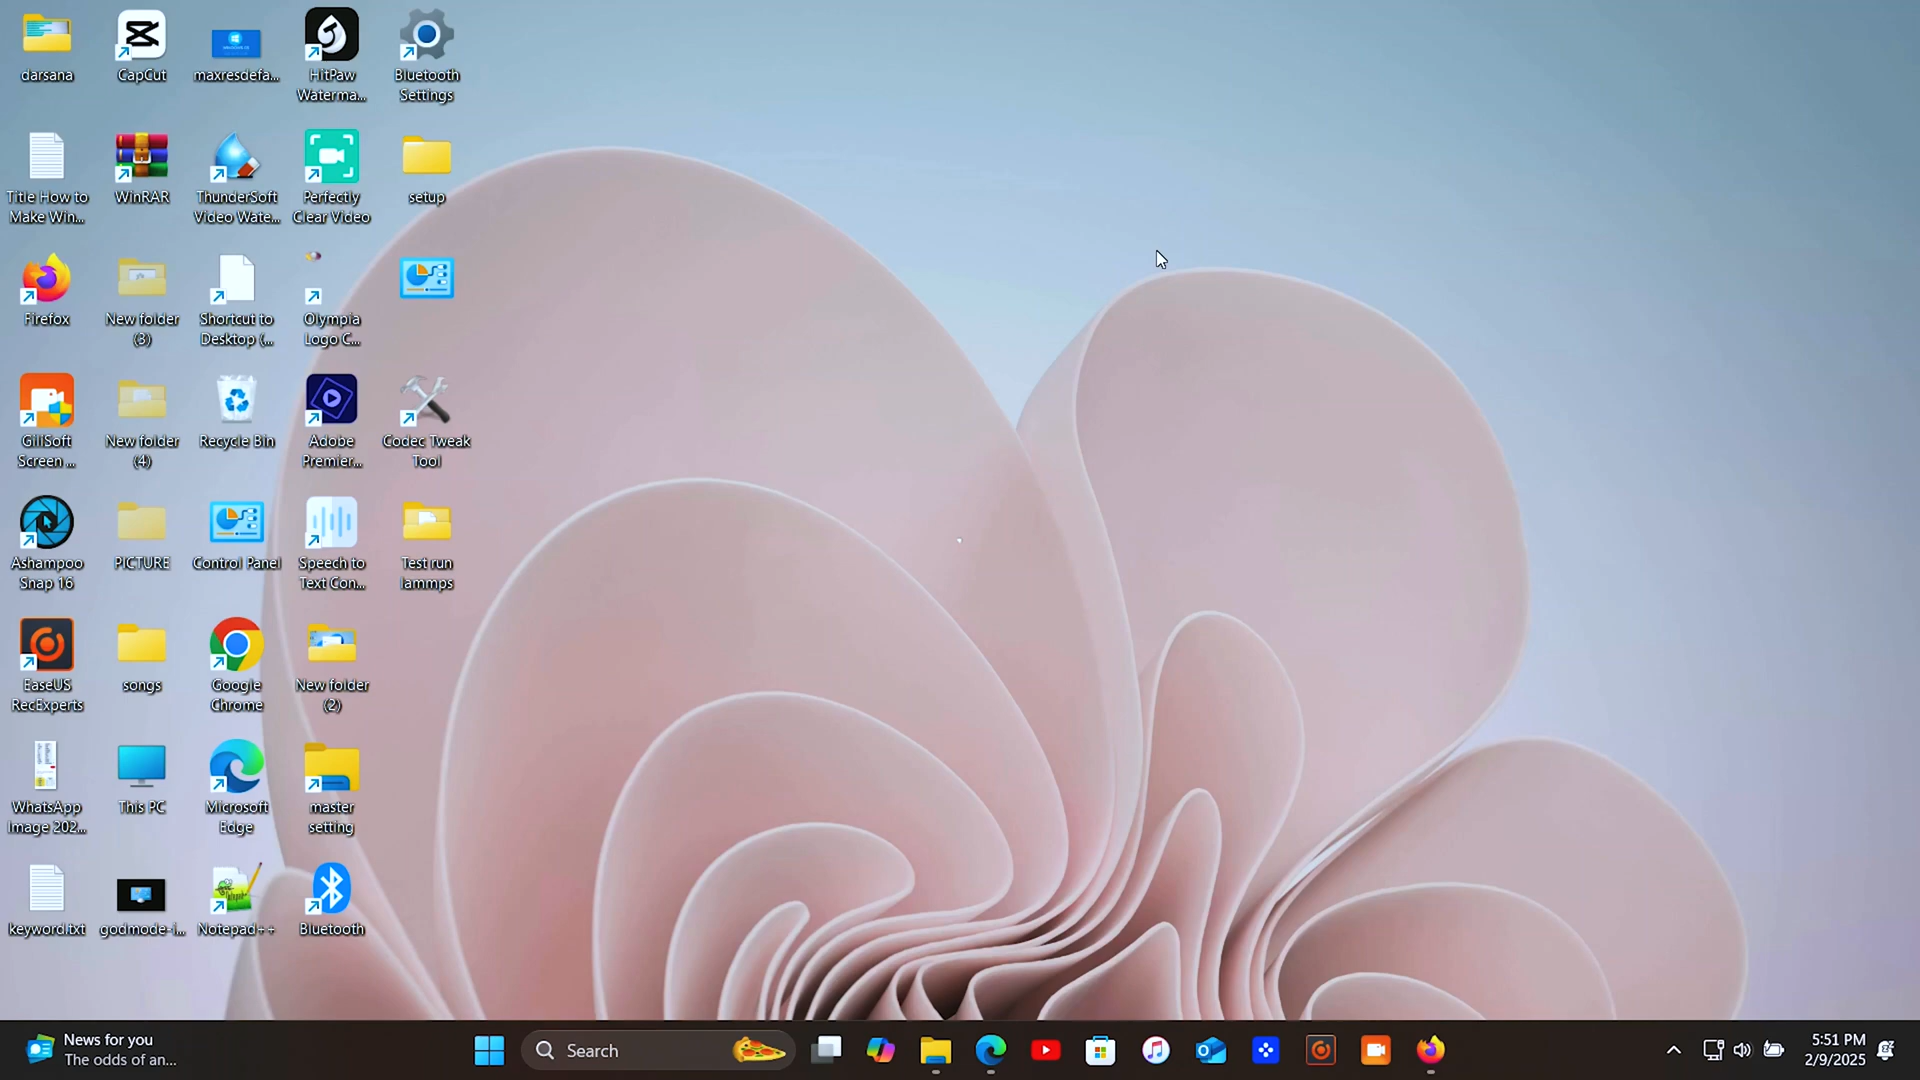 darsana
CapCut
maxresdefa...
HitPaw
Waterma...
Bluetooth
Settings
Title How to
Make Win...
WinRAR
ThunderSoft
Video Wate...
Perfectly
Clear Video
setup
Firefox
New folder
(3)
Shortcut to
Desktop (...
Olympia
Logo C...
GiliSoft
Screen ...
New folder
(4)
Recycle Bin
Adobe
Premier...
Codec Tweak
Tool
Ashampoo
Snap 16
PICTURE
Control Panel
Speech to
Text Con...
Test run
lammps
EaseUS
RecExperts
songs
Google
Chrome
New folder
(2)
WhatsApp
Image 202...
This PC
Microsoft
Edge
master
setting
keyword.txt
godmode-i...
Notepad++
Bluetooth
News for you
The odds of an...
Search
5:51 PM
2/9/2025